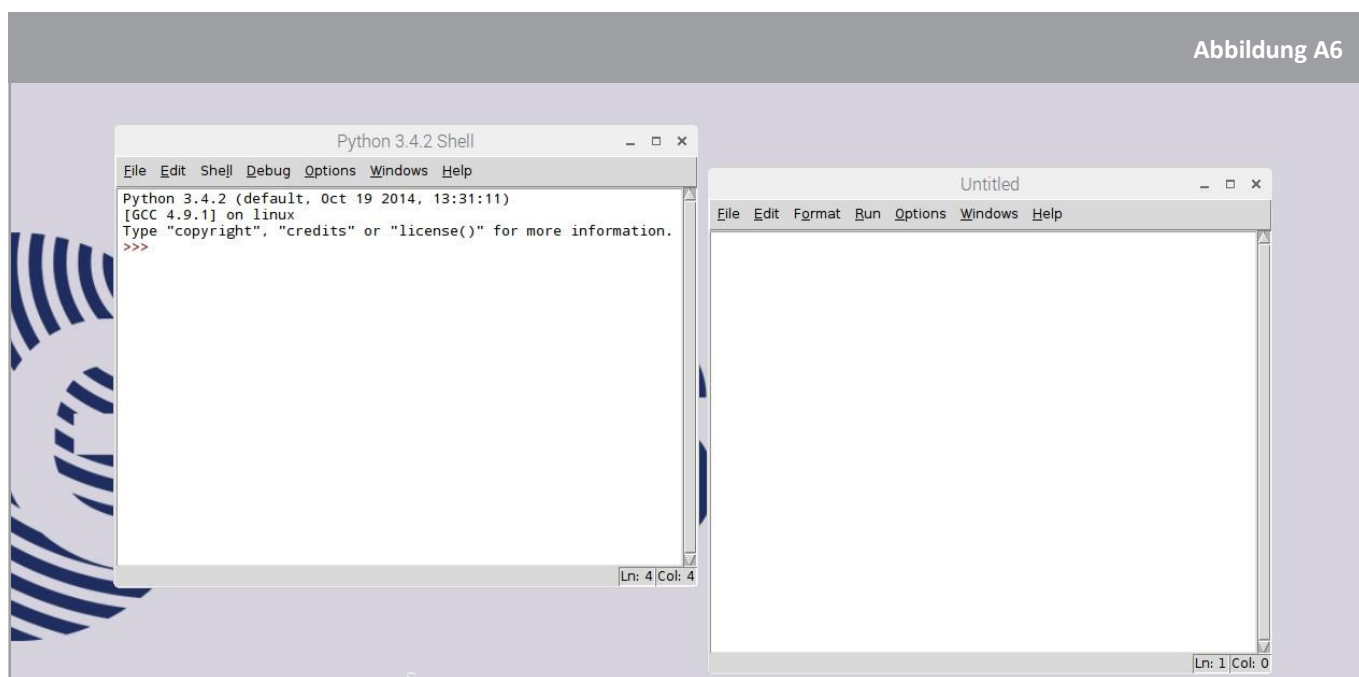 Abbildung A6
Python 3.4.2 Shell
File Edit Shell Debug Options Windows Help
Python 3.4.2 (default, Oct 19 2014, 13:31:11)
[GCC 4.9.1] on linux
Type "copyright", "credits" or "license()" for more information.
>>>
Ln: 4 Col: 4
Untitled
File Edit Format Run Options Windows Help
Ln: 1 Col: 0